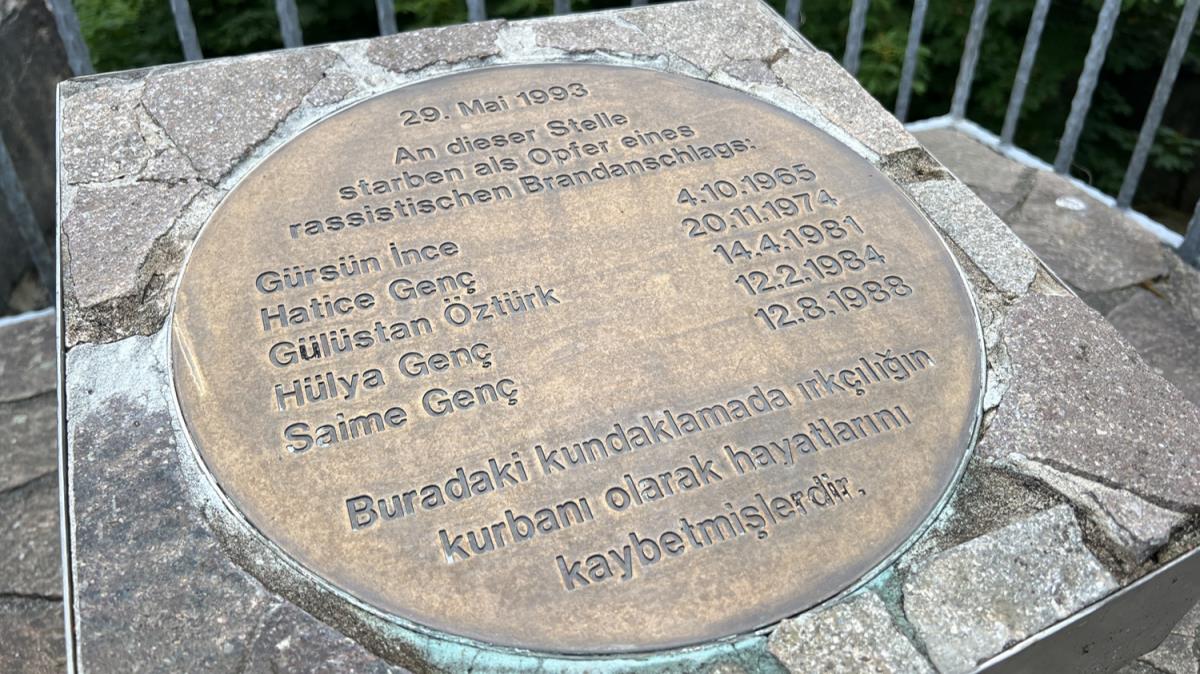 29. Mai 1993
An dieser Stelle
starben als Opfer eines
rassistischen Brandanschlags:
Gürsün İnce 4.10.1965
Hatice Genç 20.11.1974
Gülüstan Öztürk 14.4.1981
Hülya Genç 12.2.1984
Saime Genç 12.8.1988
Buradaki kundaklamada ırkçılığın
kurbanı olarak hayatlarını
kaybetmişlerdir.